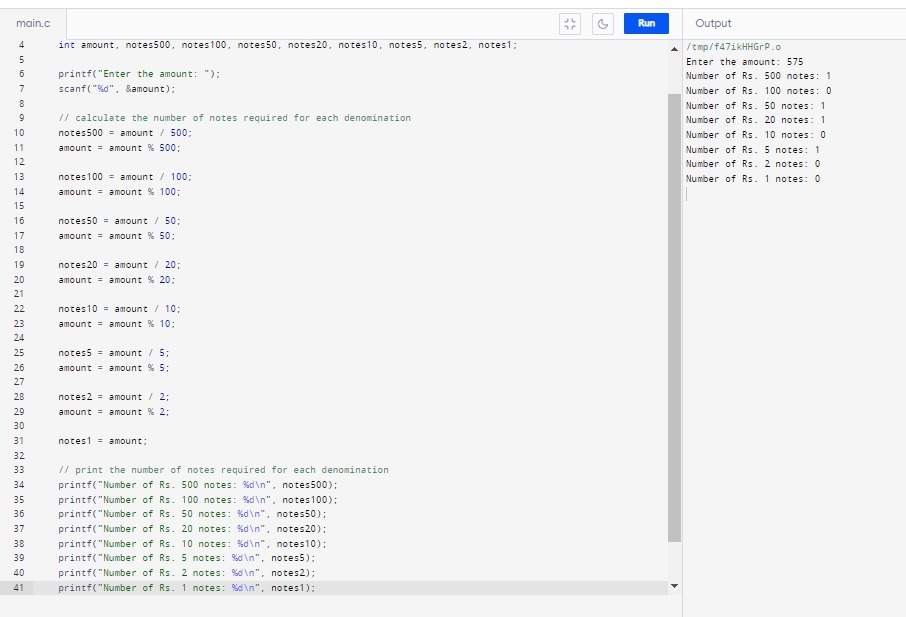 main.c
Run
Output
4 int amount, notes500, notes100, notes50, notes20, notes10, notes5, notes2, notes1;
5
6 printf("Enter the amount: ");
7 scanf("%d", &amount);
8
9 // calculate the number of notes required for each denomination
10 notes500 = amount / 500;
11 amount = amount % 500;
12
13 notes100 = amount / 100;
14 amount = amount % 100;
15
16 notes50 = amount / 50;
17 amount = amount % 50;
18
19 notes20 = amount / 20;
20 amount = amount % 20;
21
22 notes10 = amount / 10;
23 amount = amount % 10;
24
25 notes5 = amount / 5;
26 amount = amount % 5;
27
28 notes2 = amount / 2;
29 amount = amount % 2;
30
31 notes1 = amount;
32
33 // print the number of notes required for each denomination
34 printf("Number of Rs. 500 notes: %d\n", notes500);
35 printf("Number of Rs. 100 notes: %d\n", notes100);
36 printf("Number of Rs. 50 notes: %d\n", notes50);
37 printf("Number of Rs. 20 notes: %d\n", notes20);
38 printf("Number of Rs. 10 notes: %d\n", notes10);
39 printf("Number of Rs. 5 notes: %d\n", notes5);
40 printf("Number of Rs. 2 notes: %d\n", notes2);
41 printf("Number of Rs. 1 notes: %d\n", notes1);
/tmp/f47ikHHGrP.o
Enter the amount: 575
Number of Rs. 500 notes: 1
Number of Rs. 100 notes: 0
Number of Rs. 50 notes: 1
Number of Rs. 20 notes: 1
Number of Rs. 10 notes: 0
Number of Rs. 5 notes: 1
Number of Rs. 2 notes: 0
Number of Rs. 1 notes: 0